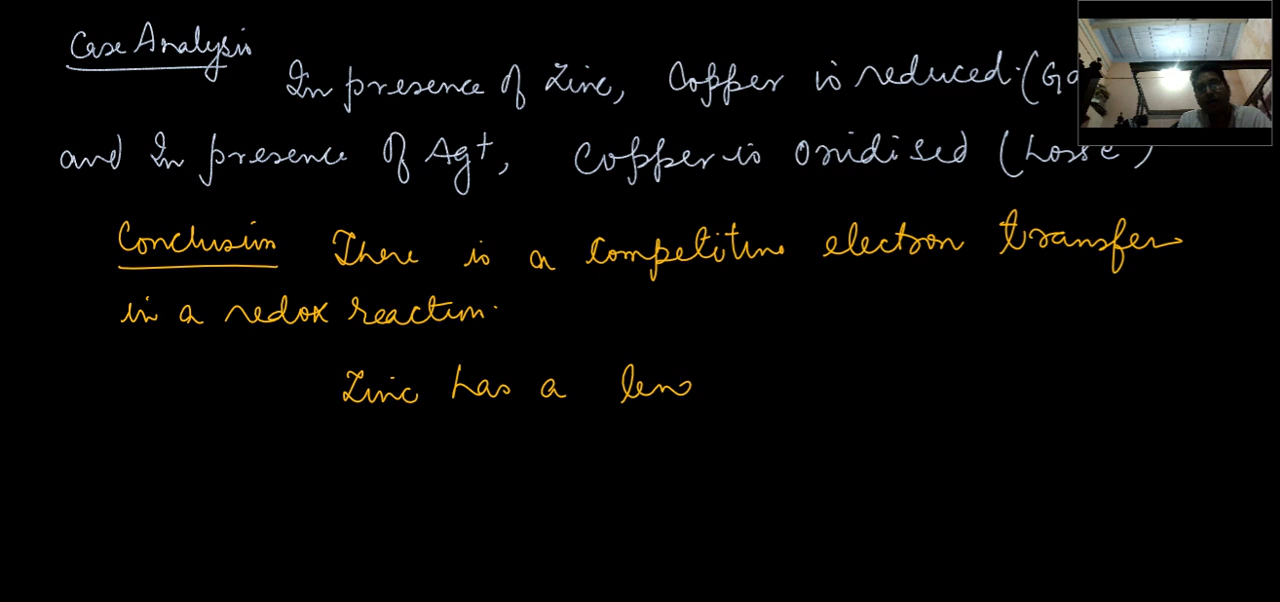 Case Analysis
In presence of Zinc, Copper is reduced. (Ga
and In presence of Ag+, Copper is oxidised (Losse)
Conclusion There is a competitive electron transfer
in a redox reaction.
Zinc has a less